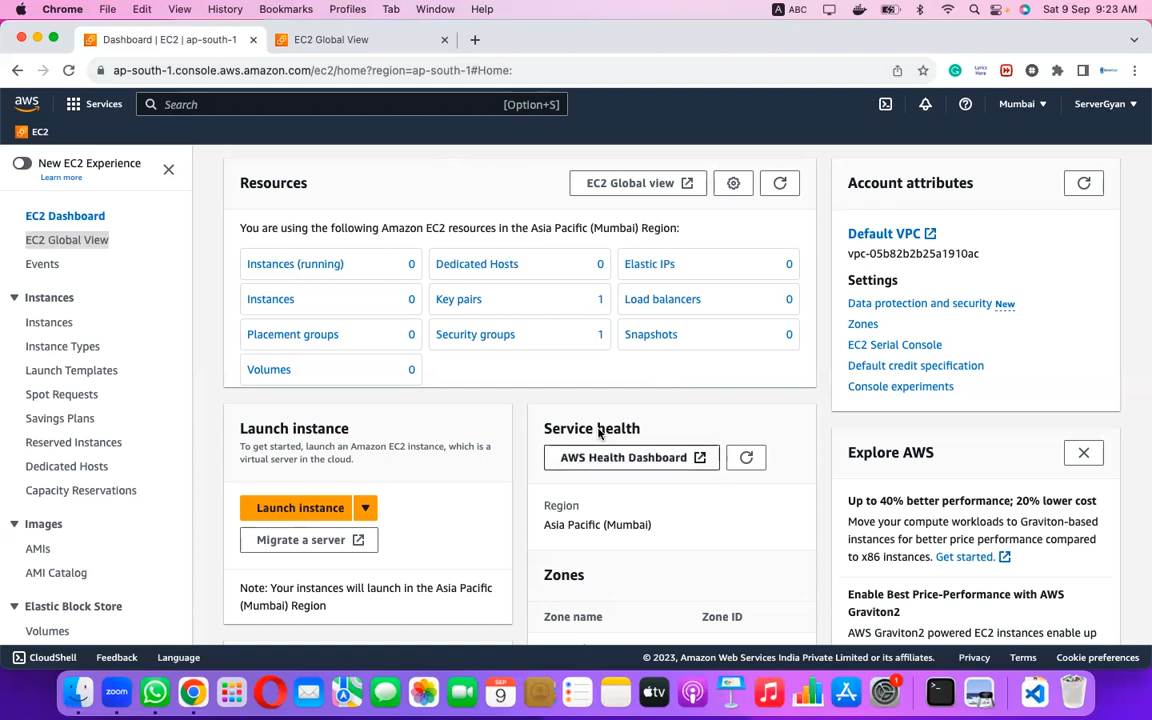 Chrome File Edit View History Bookmarks Profiles Tab Window Help A ABC Sat 9 Sep 9:23 AM
Dashboard | EC2 | ap-south-1
EC2 Global View
ap-south-1.console.aws.amazon.com/ec2/home?region=ap-south-1#Home:
aws Services Search [Option+S] Mumbai ServerGyan
EC2
New EC2 Experience
Learn more
EC2 Dashboard
EC2 Global View
Events
Instances
Instances
Instance Types
Launch Templates
Spot Requests
Savings Plans
Reserved Instances
Dedicated Hosts
Capacity Reservations
Images
AMIs
AMI Catalog
Elastic Block Store
Volumes
Resources
EC2 Global view
You are using the following Amazon EC2 resources in the Asia Pacific (Mumbai) Region:
Instances (running) 0 Dedicated Hosts 0 Elastic IPs 0
Instances 0 Key pairs 1 Load balancers 0
Placement groups 0 Security groups 1 Snapshots 0
Volumes 0
Launch instance
To get started, launch an Amazon EC2 instance, which is a
virtual server in the cloud.
Launch instance
Migrate a server
Note: Your instances will launch in the Asia Pacific
(Mumbai) Region
Service health
AWS Health Dashboard
Region
Asia Pacific (Mumbai)
Zones
Zone name Zone ID
Account attributes
Default VPC
vpc-05b82b2b25a1910ac
Settings
Data protection and security New
Zones
EC2 Serial Console
Default credit specification
Console experiments
Explore AWS
Up to 40% better performance; 20% lower cost
Move your compute workloads to Graviton-based
instances for better price performance compared
to x86 instances. Get started.
Enable Best Price-Performance with AWS
Graviton2
AWS Graviton2 powered EC2 instances enable up
CloudShell Feedback Language © 2023, Amazon Web Services India Private Limited or its affiliates. Privacy Terms Cookie preferences
zoom
SEP
9
tv
1